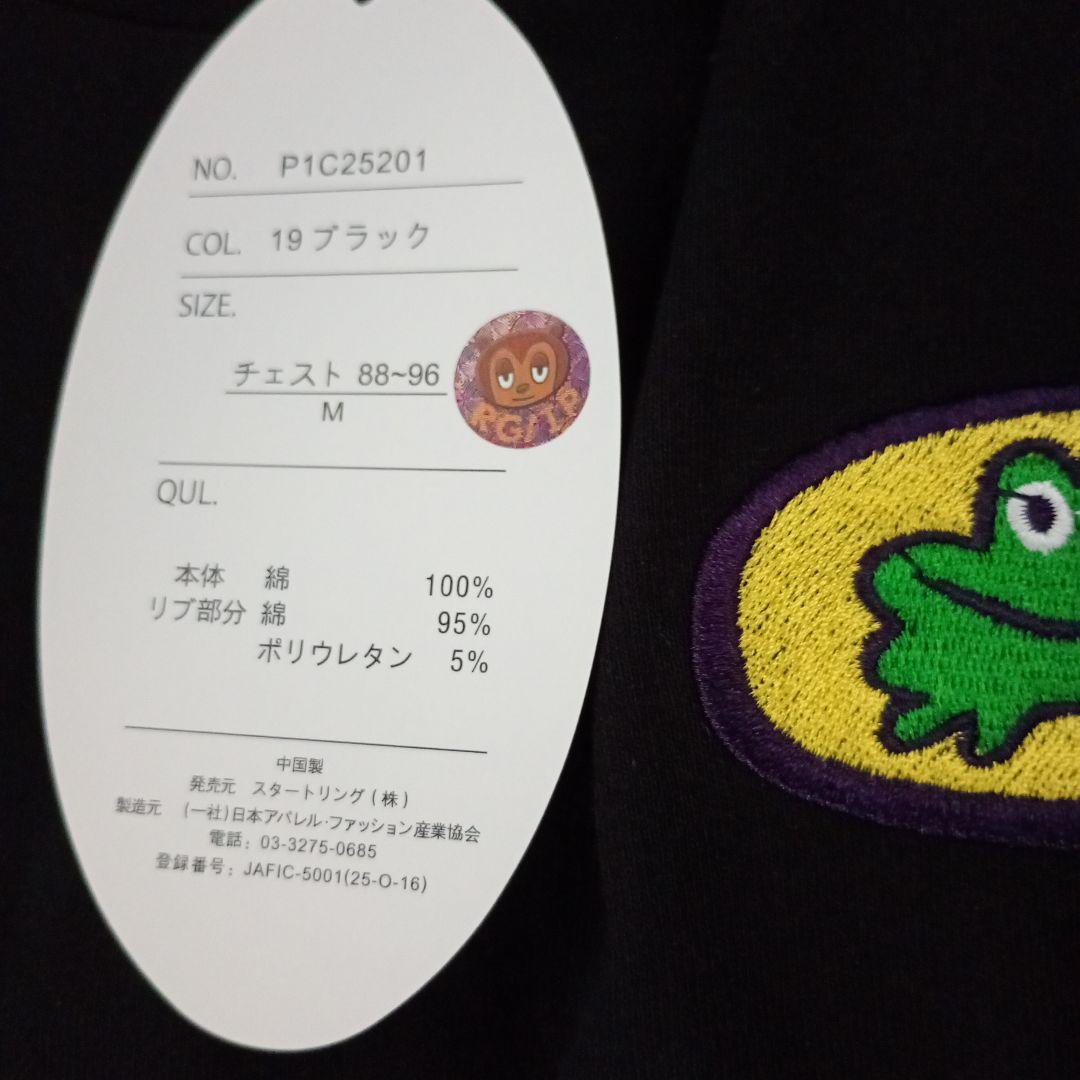 NO. P1C25201
COL. 19ブラック
SIZE.
チェスト 88~96
M
RG/IP
QUL.
本体 綿 100%
リブ部分 綿 95%
ポリウレタン 5%
中国製
発売元 スタートリング(株)
製造元 (一社)日本アパレル・ファッション産業協会
電話: 03-3275-0685
登録番号: JAFIC-5001(25-O-16)